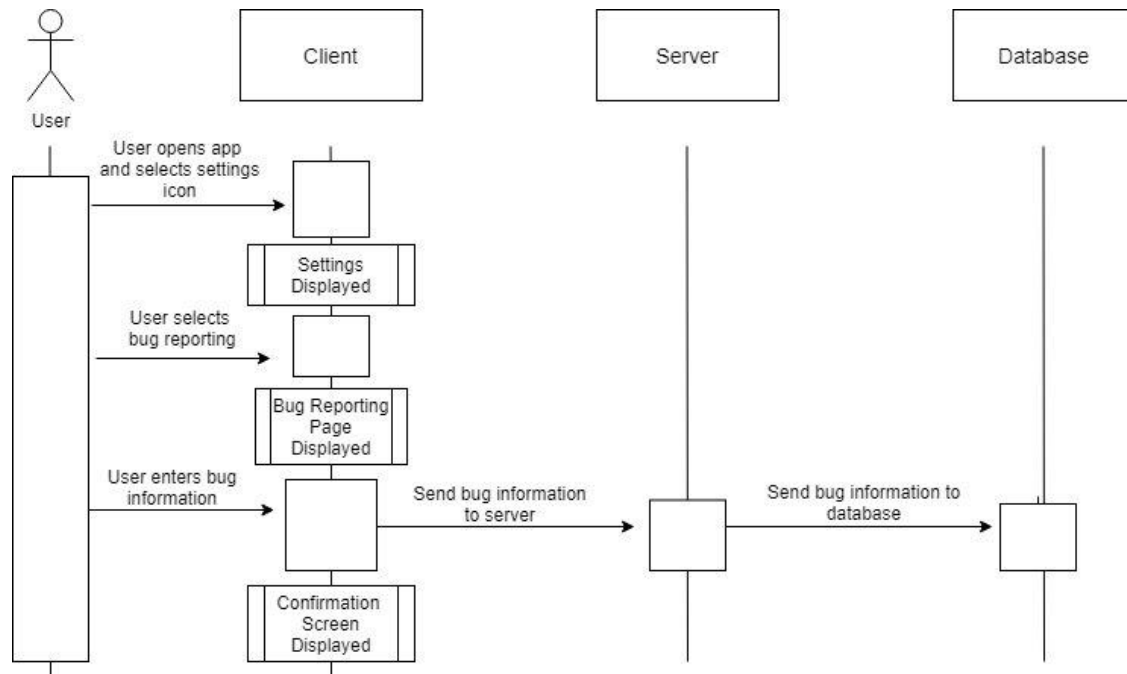 Client
Server
Database
User
User opens app
and selects settings
icon
Settings
Displayed
User selects
bug reporting
Bug Reporting
Page
Displayed
User enters bug
information
Send bug information
to server
Send bug information to
database
Confirmation
Screen
Displayed